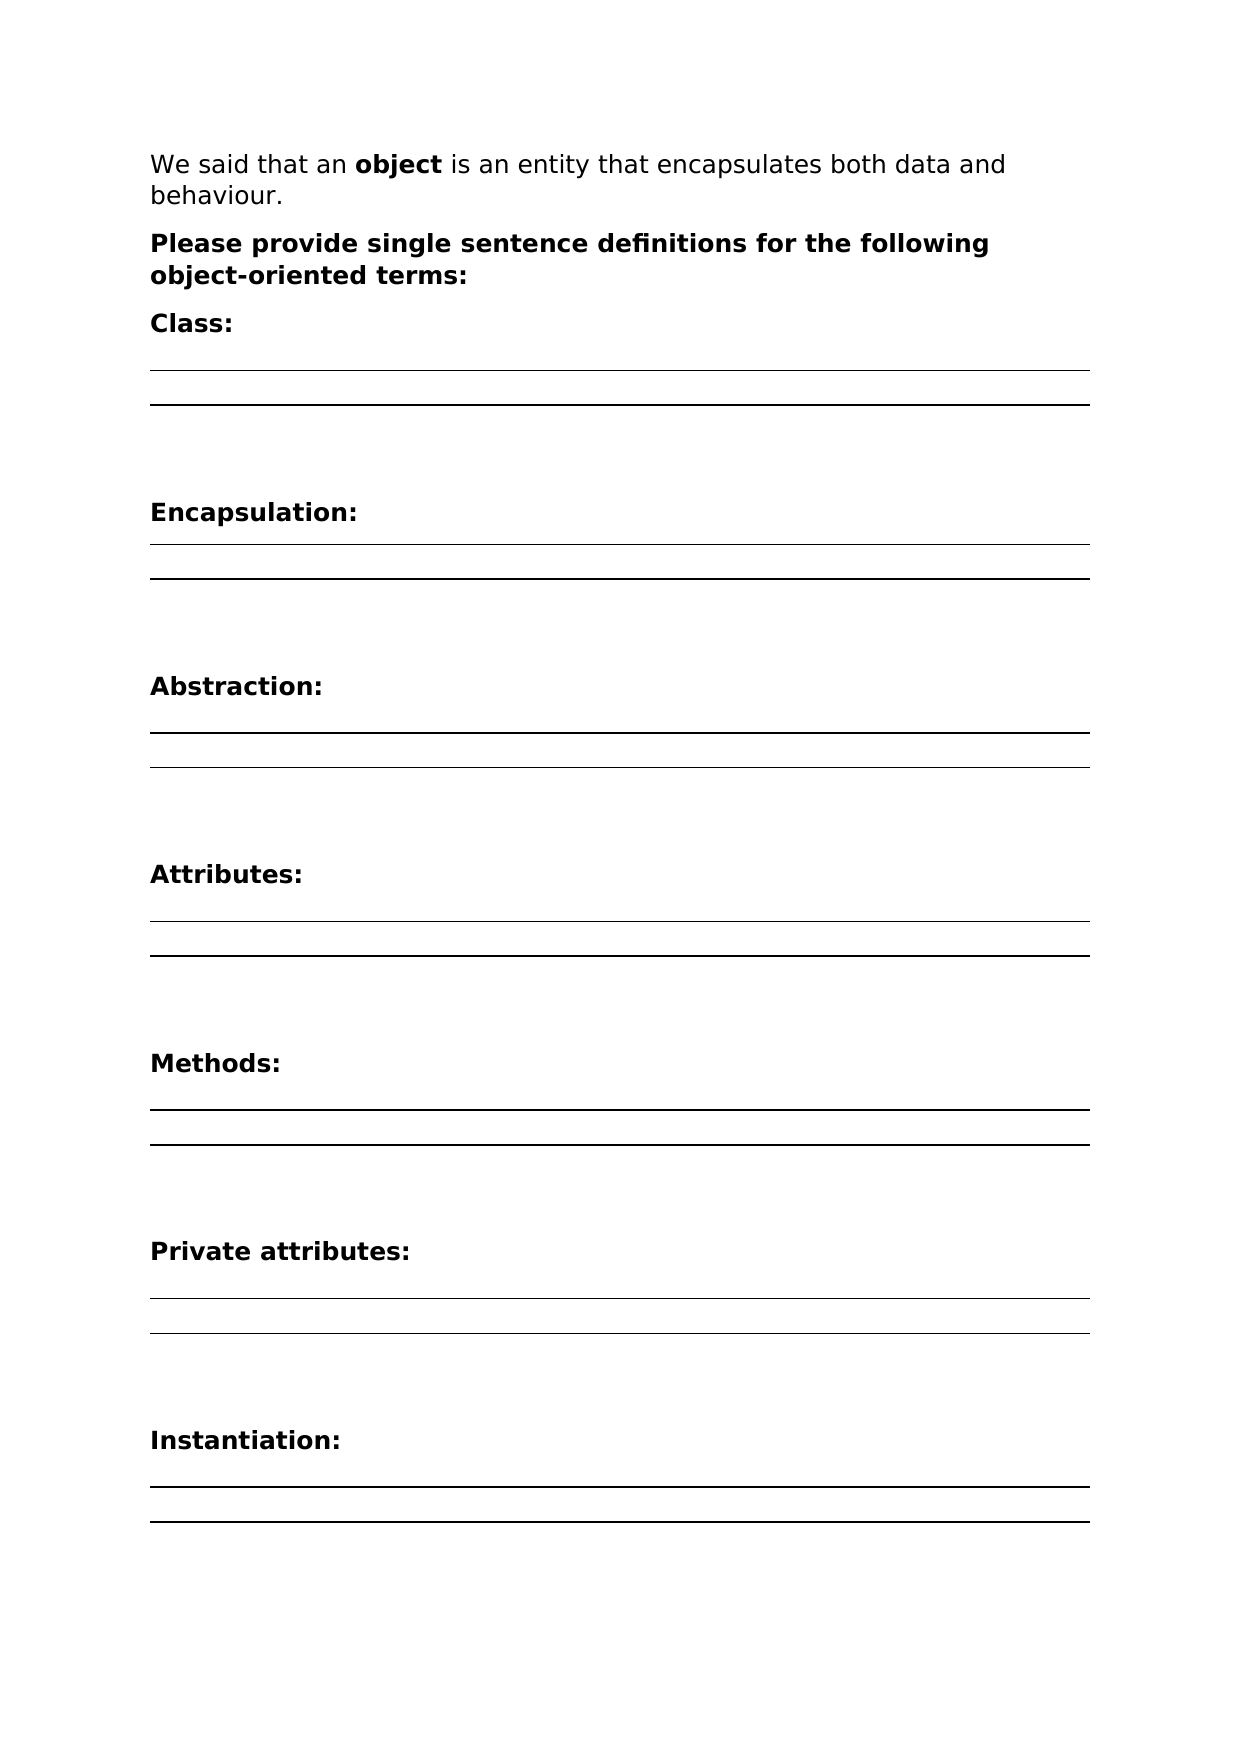 We said that an object is an entity that encapsulates both data and
behaviour.
Please provide single sentence definitions for the following
object-oriented terms:
Class:
Encapsulation:
Abstraction:
Attributes:
Methods:
Private attributes:
Instantiation: